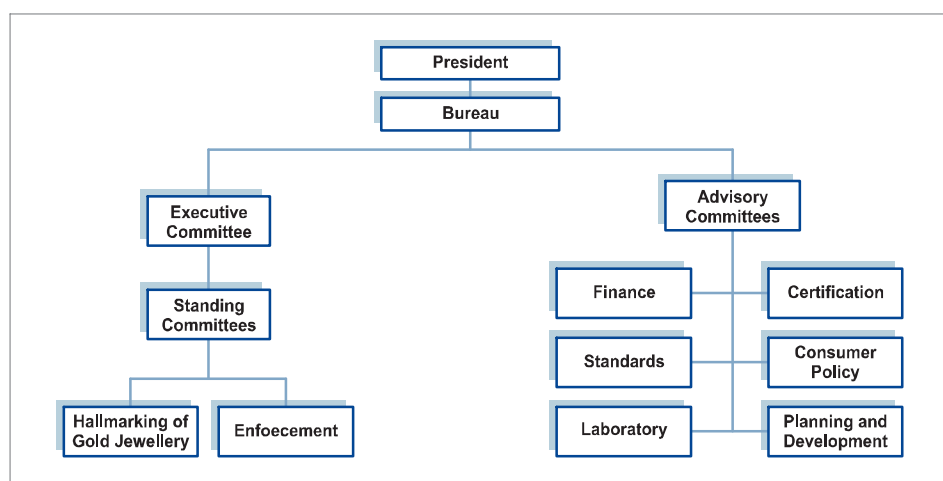 President
Bureau
Executive
Committee
Advisory
Committees
Standing
Committees
Hallmarking of
Gold Jewellery
Enfoecement
Finance
Certification
Standards
Consumer
Policy
Laboratory
Planning and
Development